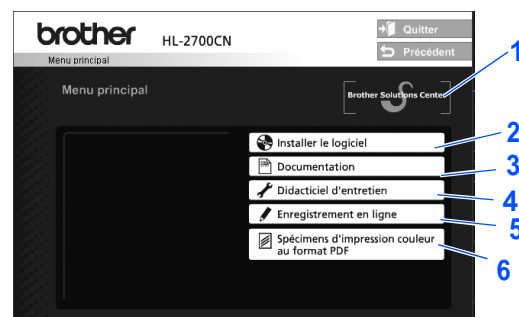 brother
HL-2700CN
Quitter
Précédent
Menu principal
Menu principal
Brother Solutions Center
1
Installer le logiciel
2
Documentation
3
Didacticiel d'entretien
4
Enregistrement en ligne
5
Spécimens d'impression couleur
au format PDF
6